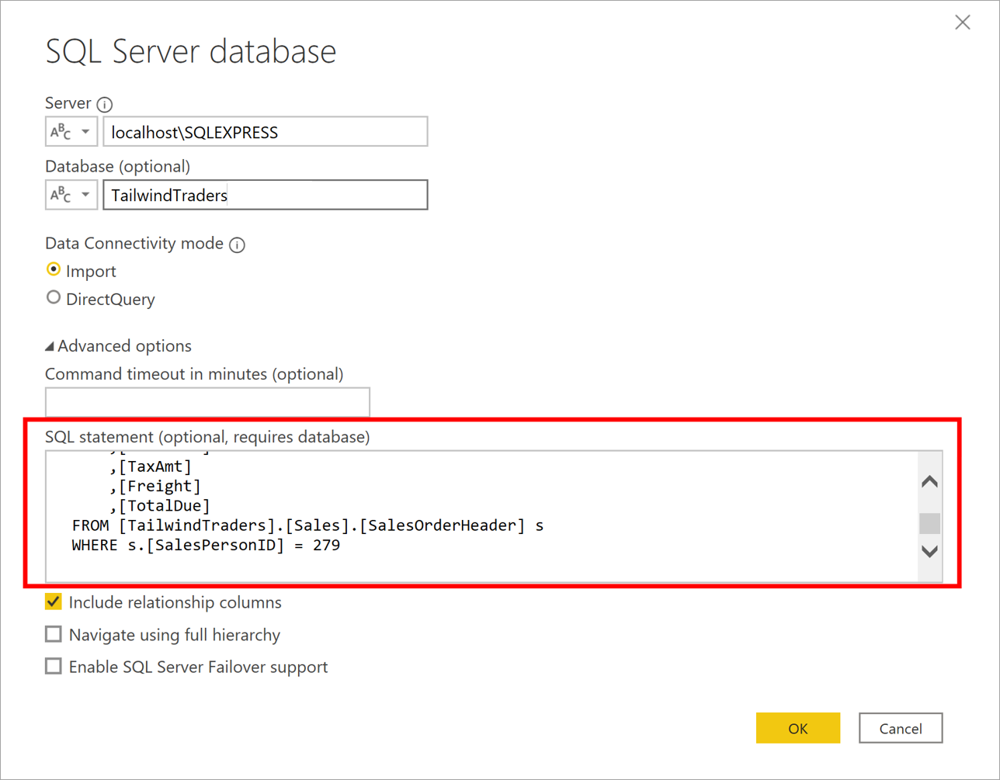 SQL Server database
Server
ABC localhost\SQLEXPRESS
Database (optional)
ABC TailwindTraders
Data Connectivity mode
Import
DirectQuery
Advanced options
Command timeout in minutes (optional)
SQL statement (optional, requires database)
,[TaxAmt]
,[Freight]
,[TotalDue]
FROM [TailwindTraders].[Sales].[SalesOrderHeader] s
WHERE s.[SalesPersonID] = 279
Include relationship columns
Navigate using full hierarchy
Enable SQL Server Failover support
OK Cancel